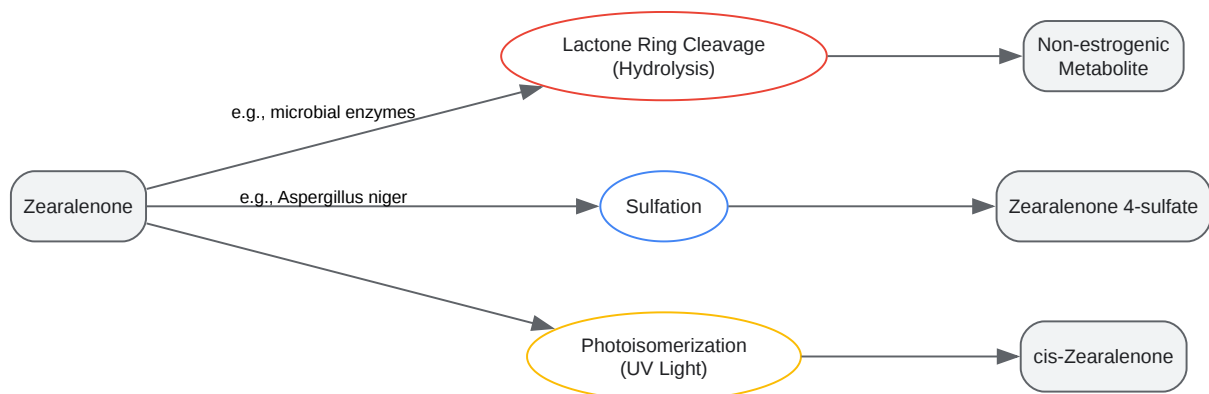 Lactone Ring Cleavage
(Hydrolysis)
Non-estrogenic
Metabolite
e.g., microbial enzymes
Zearalenone
e.g., Aspergillus niger
Sulfation
Zearalenone 4-sulfate
Photoisomerization
(UV Light)
cis-Zearalenone